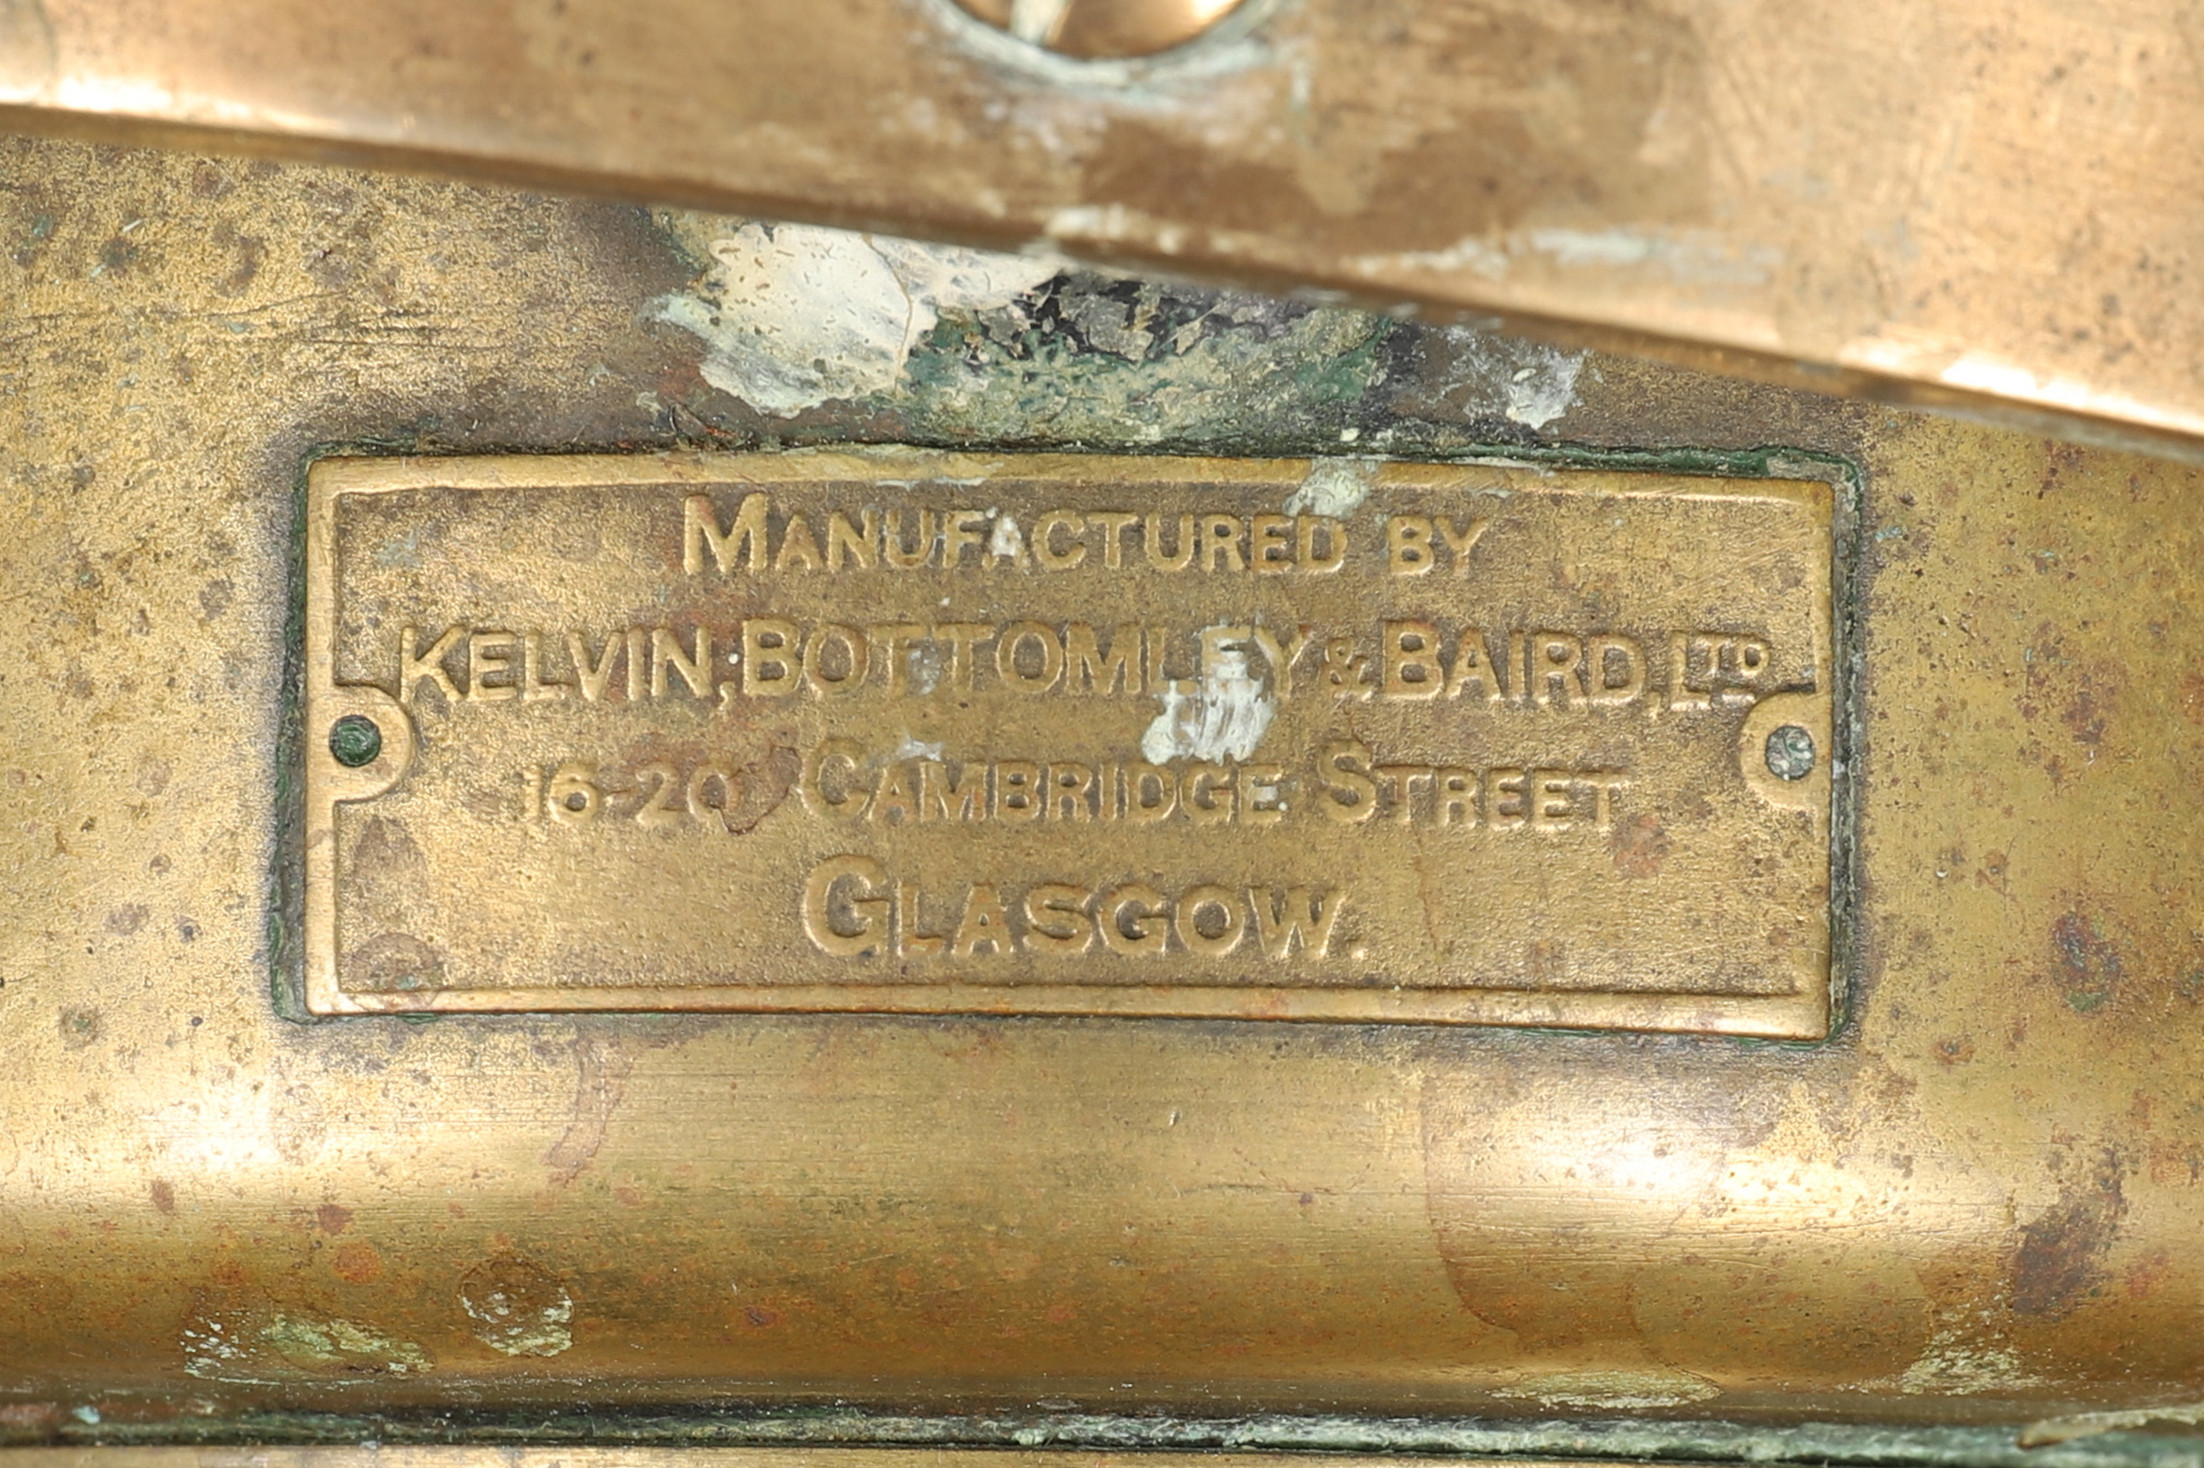 MANUFACTURED BY
KELVIN, BOTTOMLEY & BAIRD, LTD
16-20 CAMBRIDGE STREET
GLASGOW.